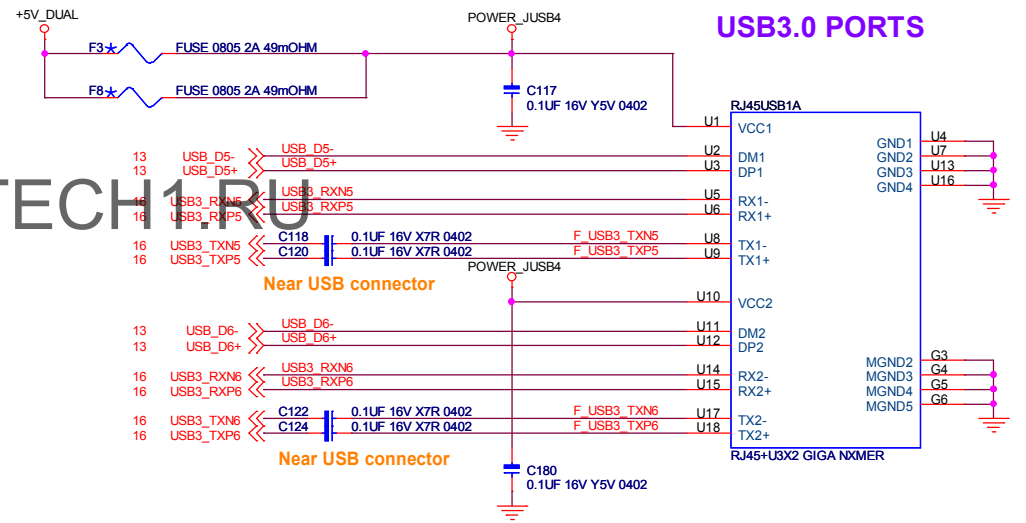 +5V_DUAL
POWER_JUSB4
USB3.0 PORTS
F3 FUSE 0805 2A 49mOHM
F8 FUSE 0805 2A 49mOHM
C117
0.1UF 16V Y5V 0402
RJ45USB1A
U1 VCC1
GND1 U4
GND2 U7
GND3 U13
GND4 U16
13 USB_D5- USB_D5- U2 DM1
13 USB_D5+ USB_D5+ U3 DP1
TECH1.RU
16 USB3_RXN5 USB3_RXN5 U5 RX1-
16 USB3_RXP5 USB3_RXP5 U6 RX1+
16 USB3_TXN5 C118 0.1UF 16V X7R 0402 F_USB3_TXN5 U8 TX1-
16 USB3_TXP5 C120 0.1UF 16V X7R 0402 F_USB3_TXP5 U9 TX1+
Near USB connector
POWER_JUSB4
U10 VCC2
13 USB_D6- USB_D6- U11 DM2
13 USB_D6+ USB_D6+ U12 DP2
MGND2 G3
MGND3 G4
MGND4 G5
MGND5 G6
16 USB3_RXN6 USB3_RXN6 U14 RX2-
16 USB3_RXP6 USB3_RXP6 U15 RX2+
16 USB3_TXN6 C122 0.1UF 16V X7R 0402 F_USB3_TXN6 U17 TX2-
16 USB3_TXP6 C124 0.1UF 16V X7R 0402 F_USB3_TXP6 U18 TX2+
Near USB connector
RJ45+U3X2 GIGA NXMER
C180
0.1UF 16V Y5V 0402